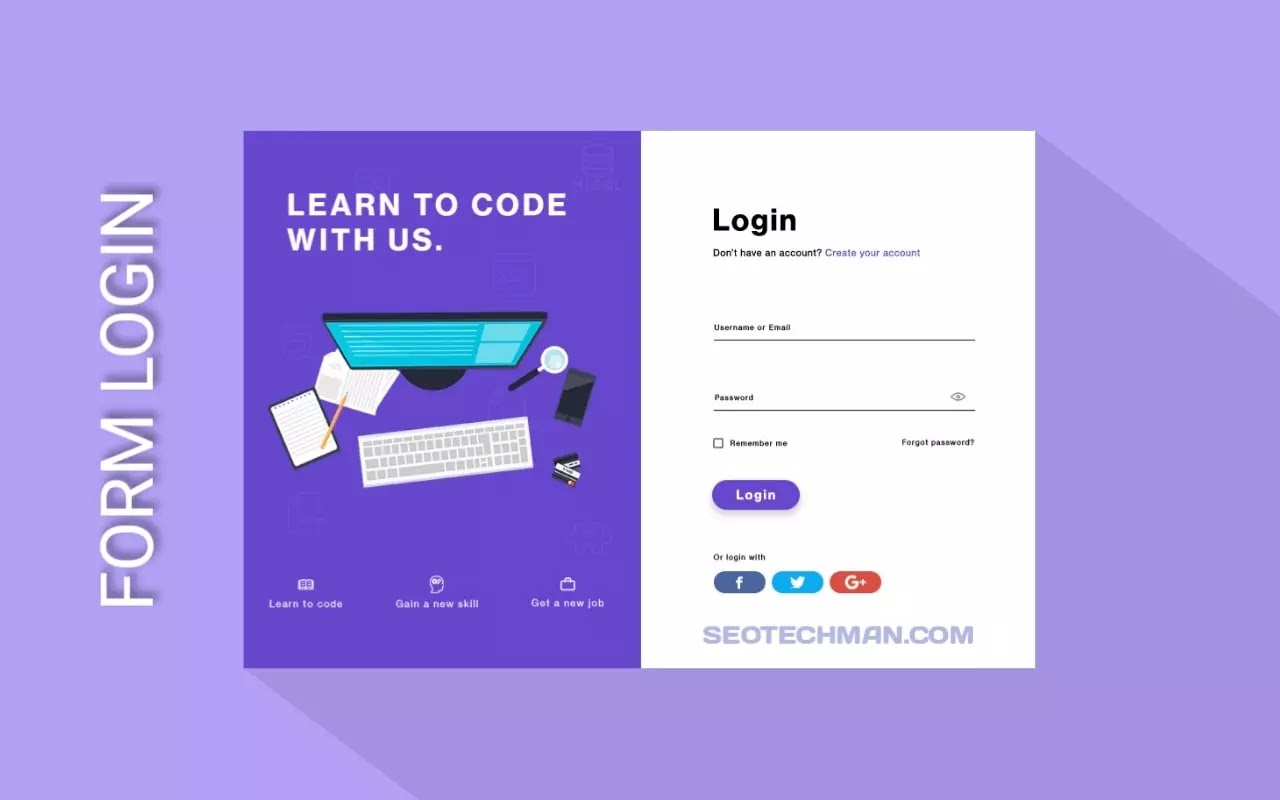 FORM LOGIN
LEARN TO CODE
WITH US.
Learn to code
Gain a new skill
Get a new job
Login
Don't have an account? Create your account
Username or Email
Password
Remember me
Forgot password?
Login
Or login with
f
G+
SEOTECHMAN.COM